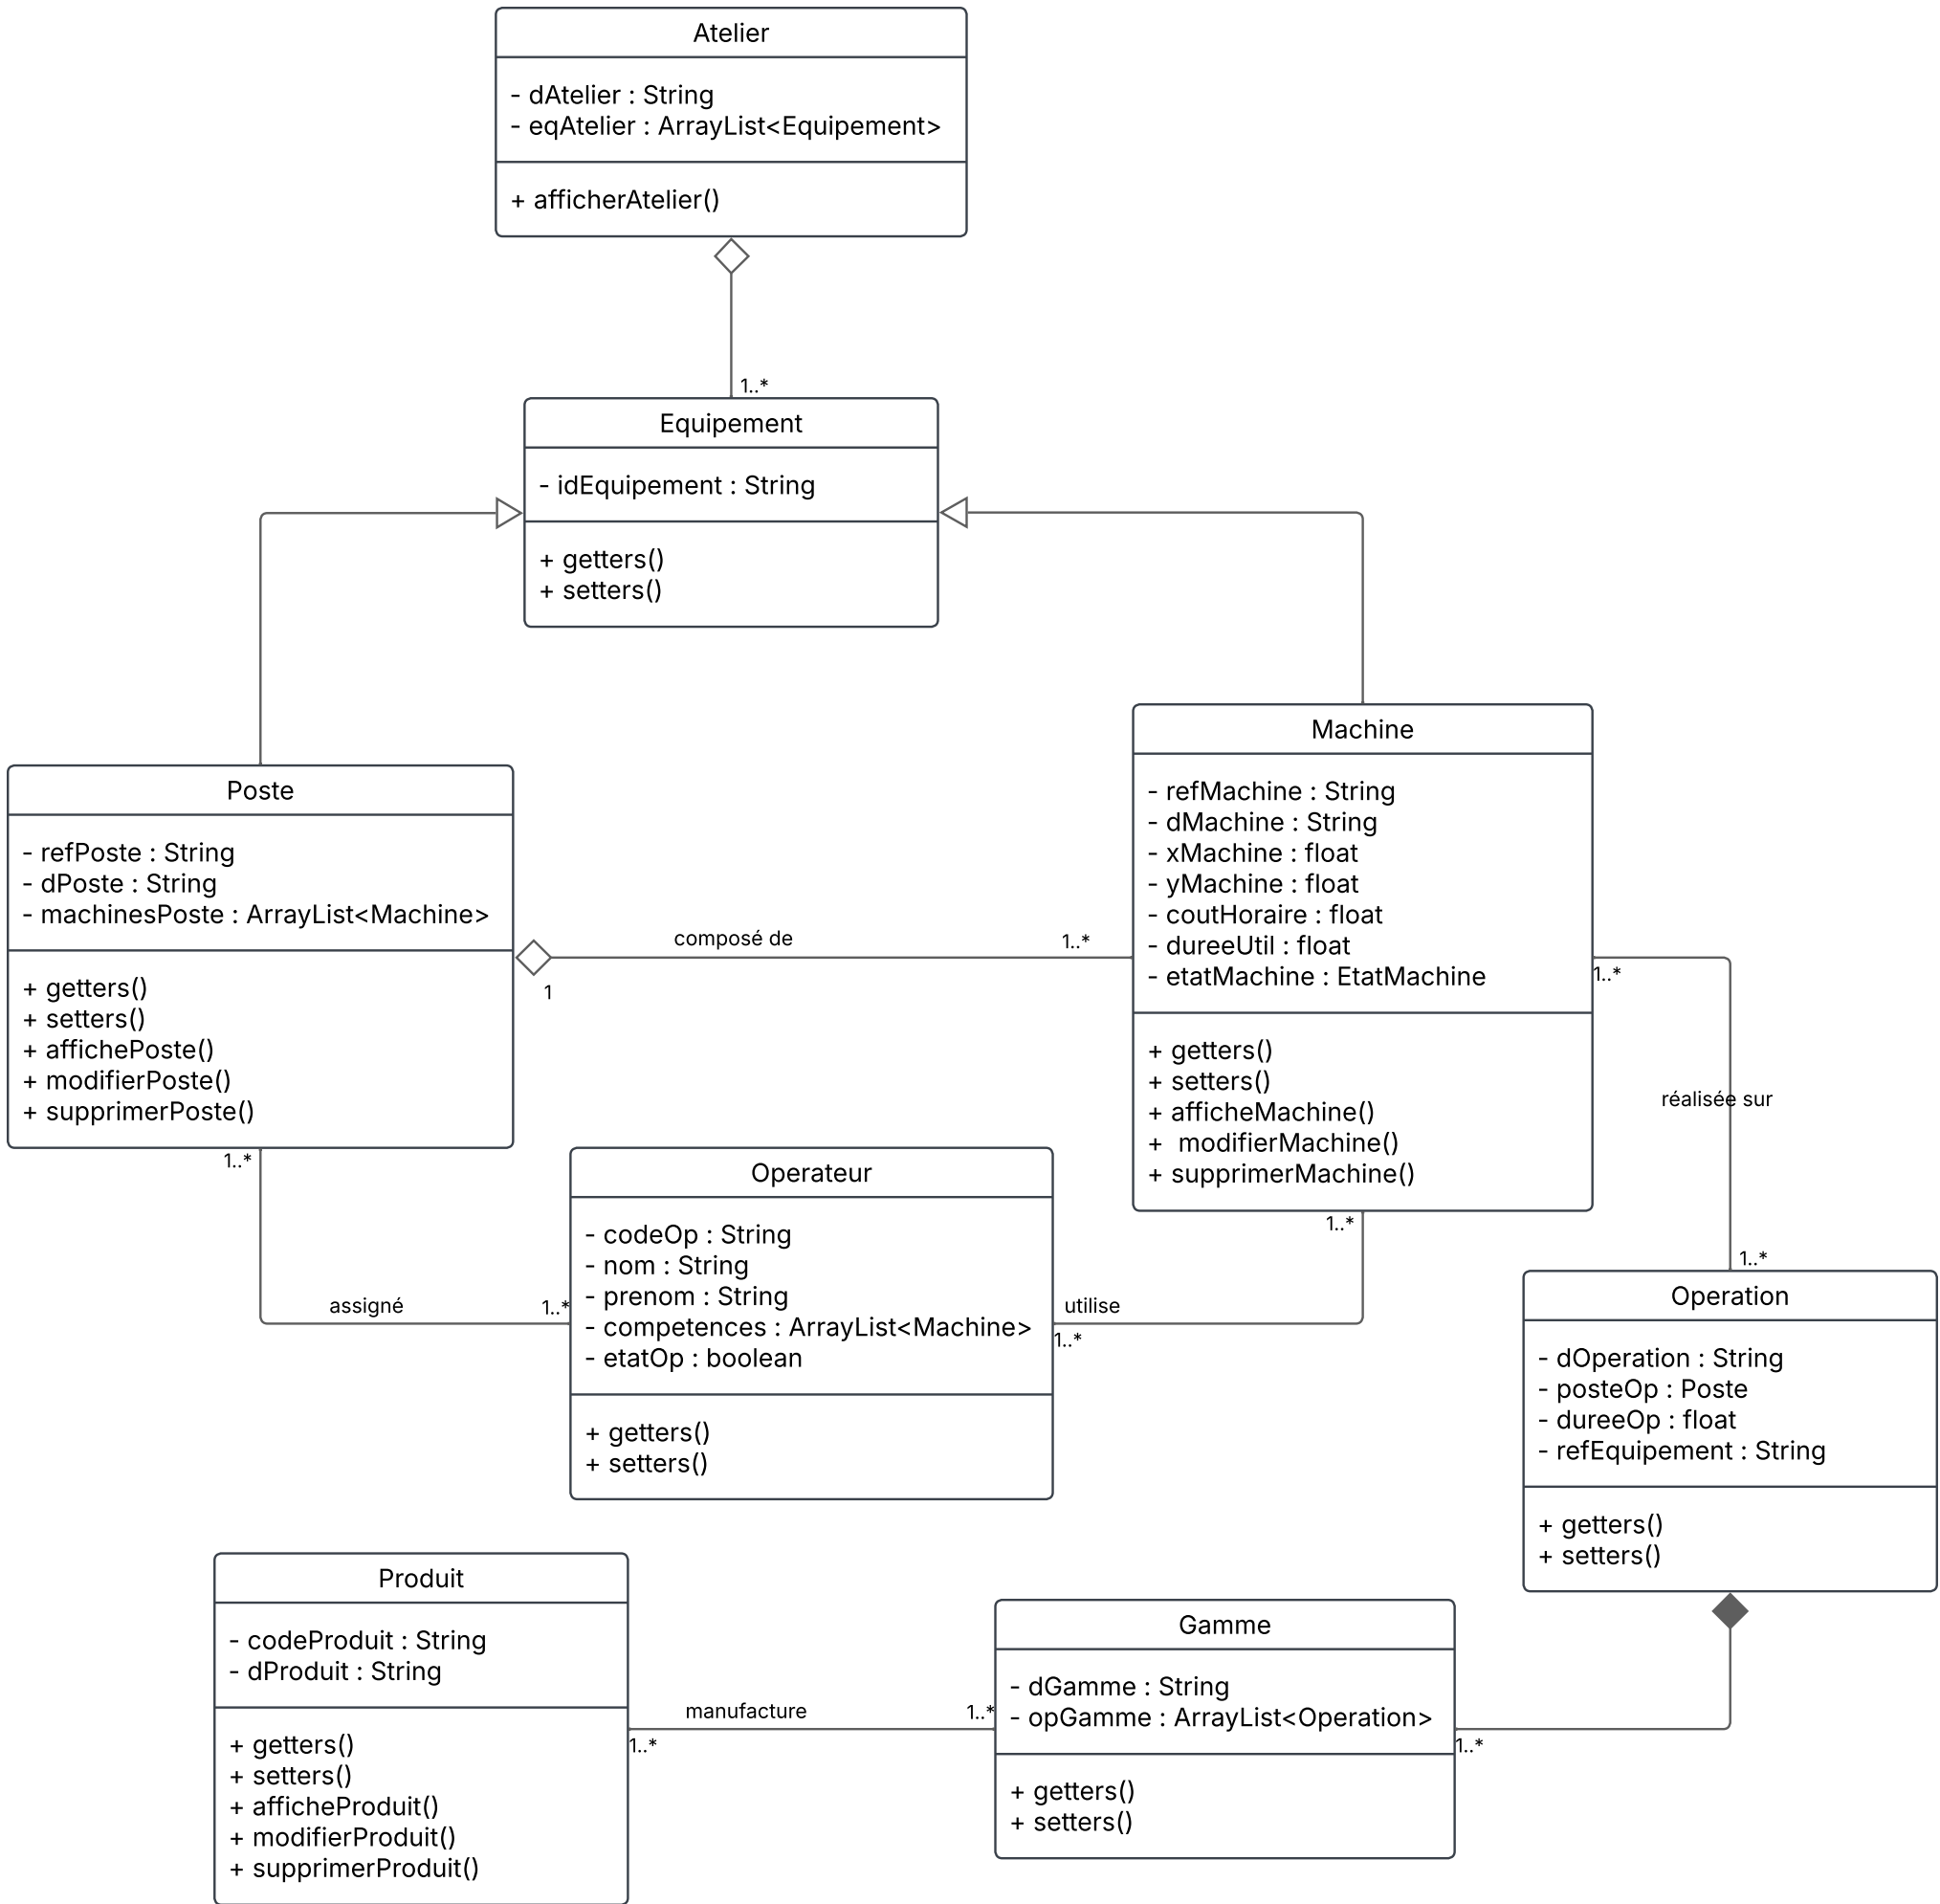 Atelier
- dAtelier : String
- eqAtelier : ArrayList<Equipement>
+ afficherAtelier()
1..*
Equipement
- idEquipement : String
+ getters()
+ setters()
Poste
- refPoste : String
- dPoste : String
- machinesPoste : ArrayList<Machine>
+ getters()
+ setters()
+ affichePoste()
+ modifierPoste()
+ supprimerPoste()
composé de
1..*
1
Machine
- refMachine : String
- dMachine : String
- xMachine : float
- yMachine : float
- coutHoraire : float
- dureeUtil : float
- etatMachine : EtatMachine
+ getters()
+ setters()
+ afficheMachine()
+  modifierMachine()
+ supprimerMachine()
1..*
réalisée sur
1..*
1..*
assigné
1..*
Operateur
- codeOp : String
- nom : String
- prenom : String
- competences : ArrayList<Machine>
- etatOp : boolean
+ getters()
+ setters()
utilise
1..*
1..*
Operation
- dOperation : String
- posteOp : Poste
- dureeOp : float
- refEquipement : String
+ getters()
+ setters()
Produit
- codeProduit : String
- dProduit : String
+ getters()
+ setters()
+ afficheProduit()
+ modifierProduit()
+ supprimerProduit()
manufacture
1..*
1..*
Gamme
- dGamme : String
- opGamme : ArrayList<Operation>
+ getters()
+ setters()
1..*